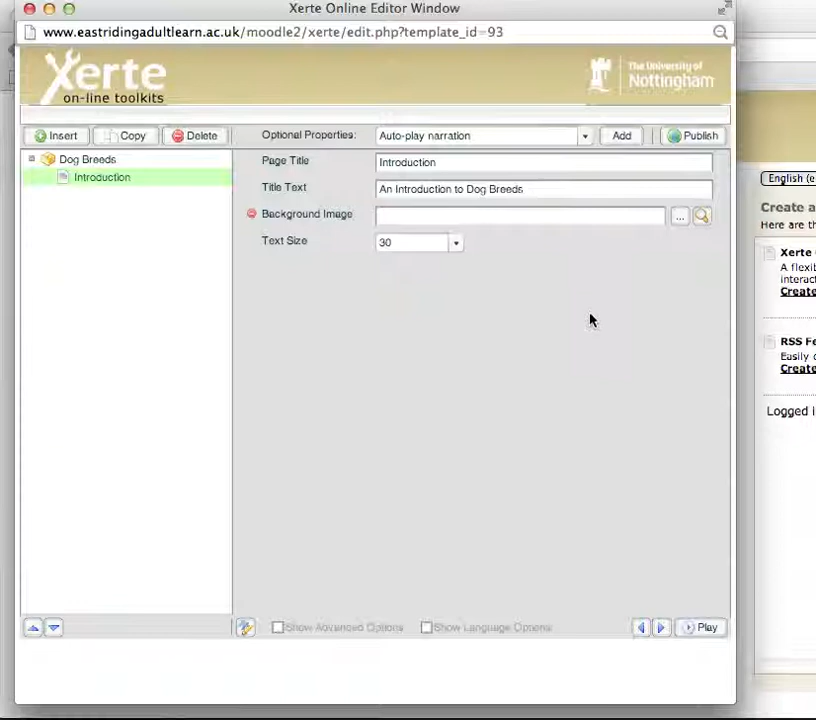 Xerte Online Editor Window
www.eastridingadultlearn.ac.uk/moodle2/xerte/edit.php?template_id=93
Xerte
on-line toolkits
The University of
Nottingham
Insert Copy Delete Optional Properties: Auto-play narration Add Publish
Dog Breeds
Introduction
Page Title Introduction
Title Text An Introduction to Dog Breeds
Background Image ...
Text Size 30
Show Advanced Options Show Language Options Play
English (e
Create a
Here are th
Xerte
A flexi
intera
Create
RSS Fe
Easily c
Create
Logged i